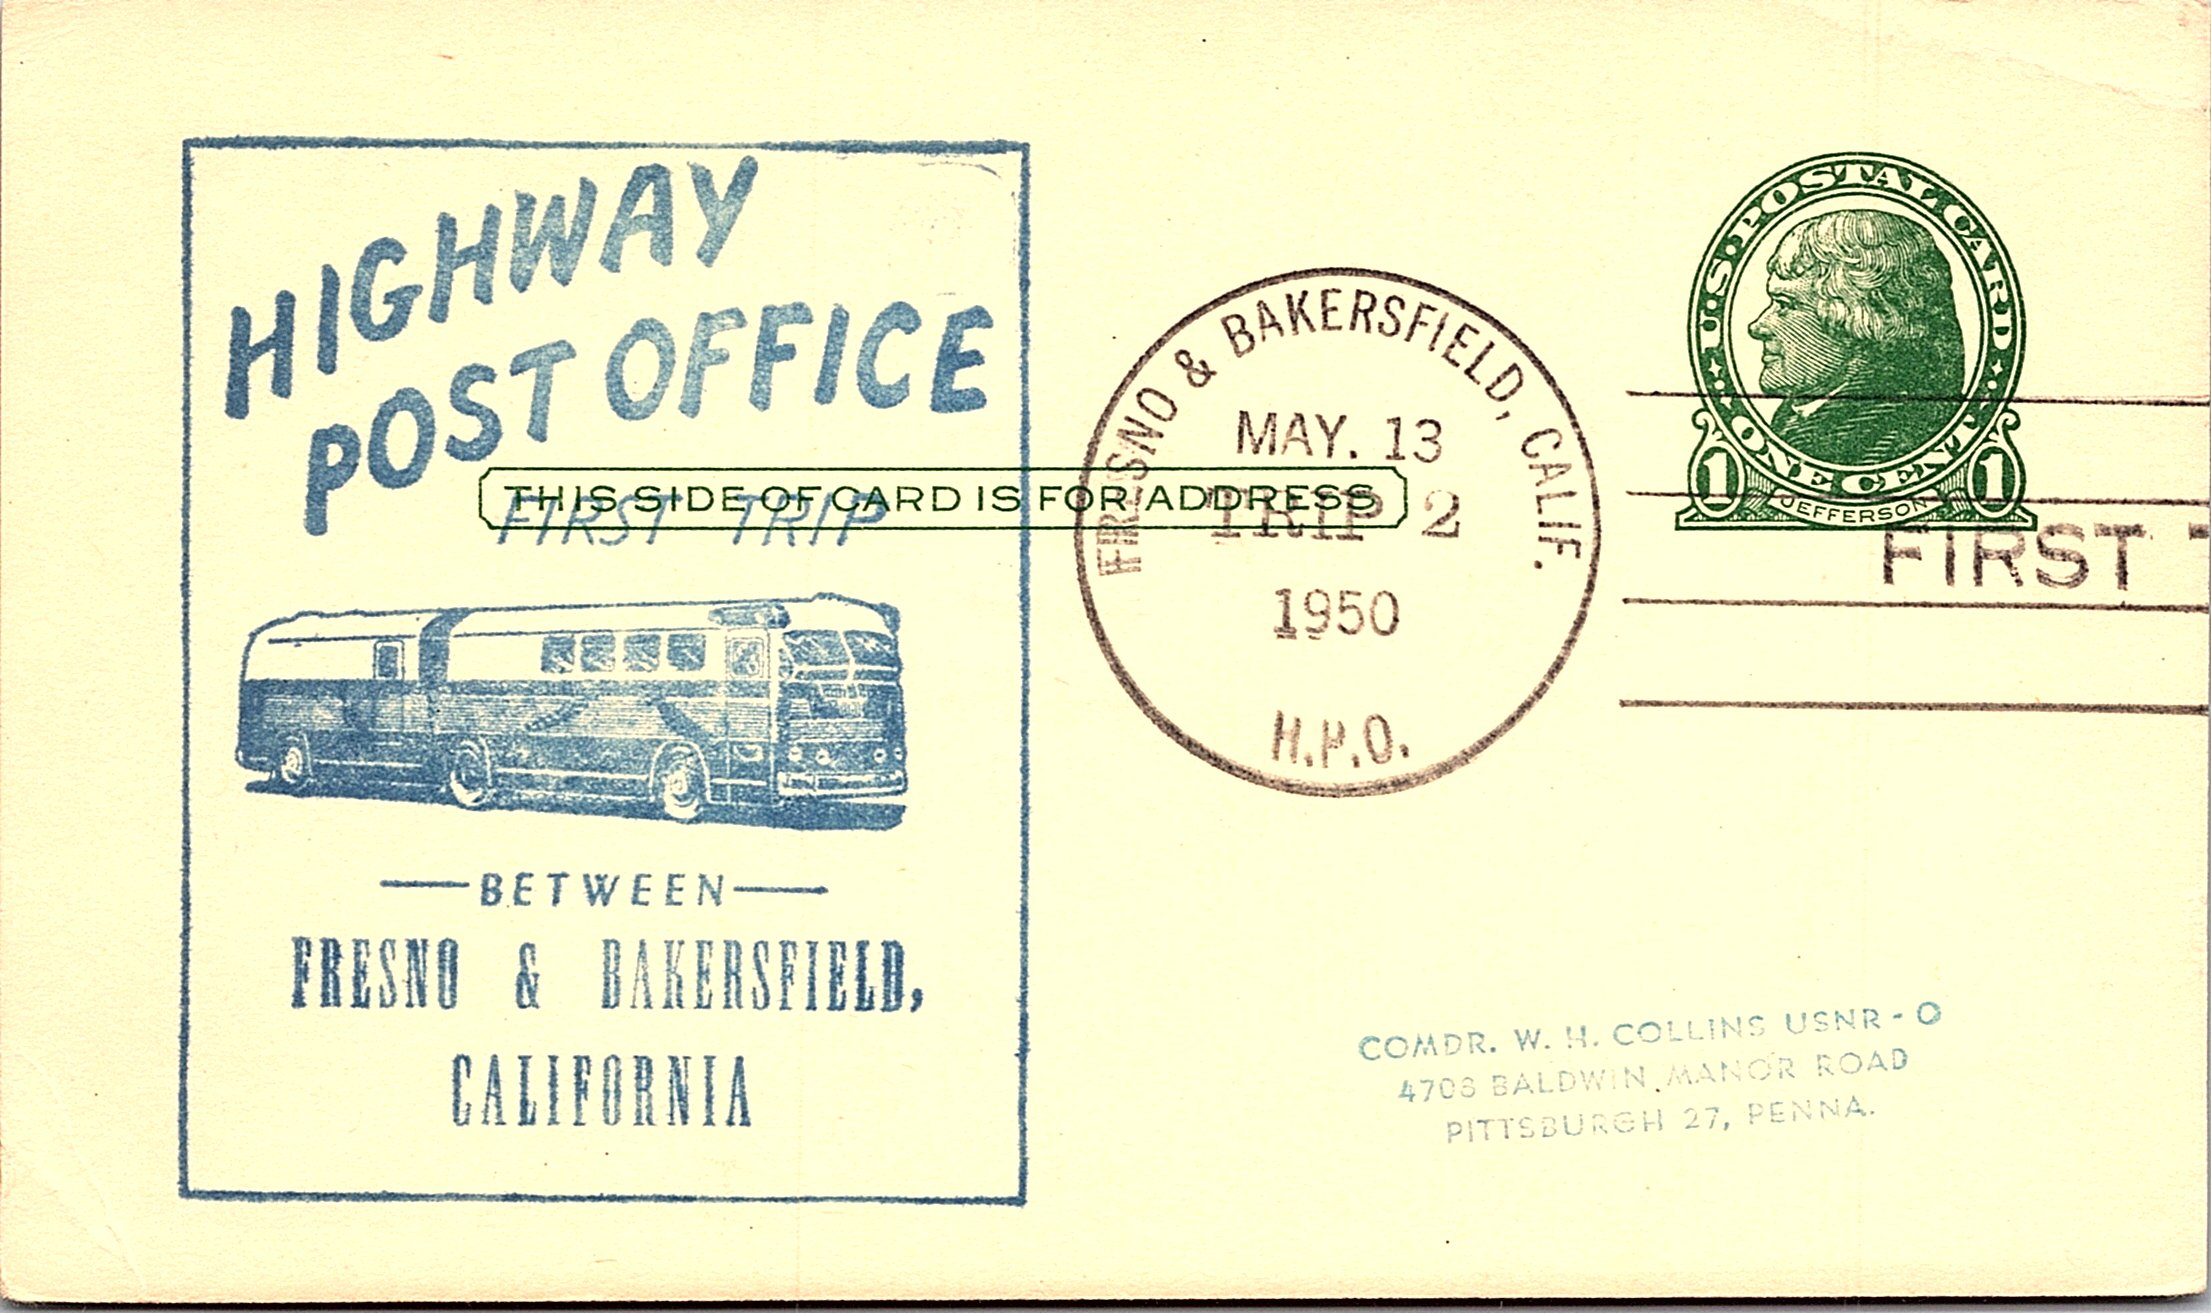 HIGHWAY
POST OFFICE
THIS SIDE OF CARD IS FOR ADDRESS
FIRST TRIP
BETWEEN
FRESNO & BAKERSFIELD,
CALIFORNIA
FRESNO & BAKERSFIELD, CALIF.
MAY. 13
TRIP 2
1950
H.P.O.
U.S. POSTAL CARD
ONE CENT
1 1
JEFFERSON
FIRST
COMDR. W. H. COLLINS USNR-O
BALDWIN MANOR ROAD
PITTSBURGH 27, PENNA.